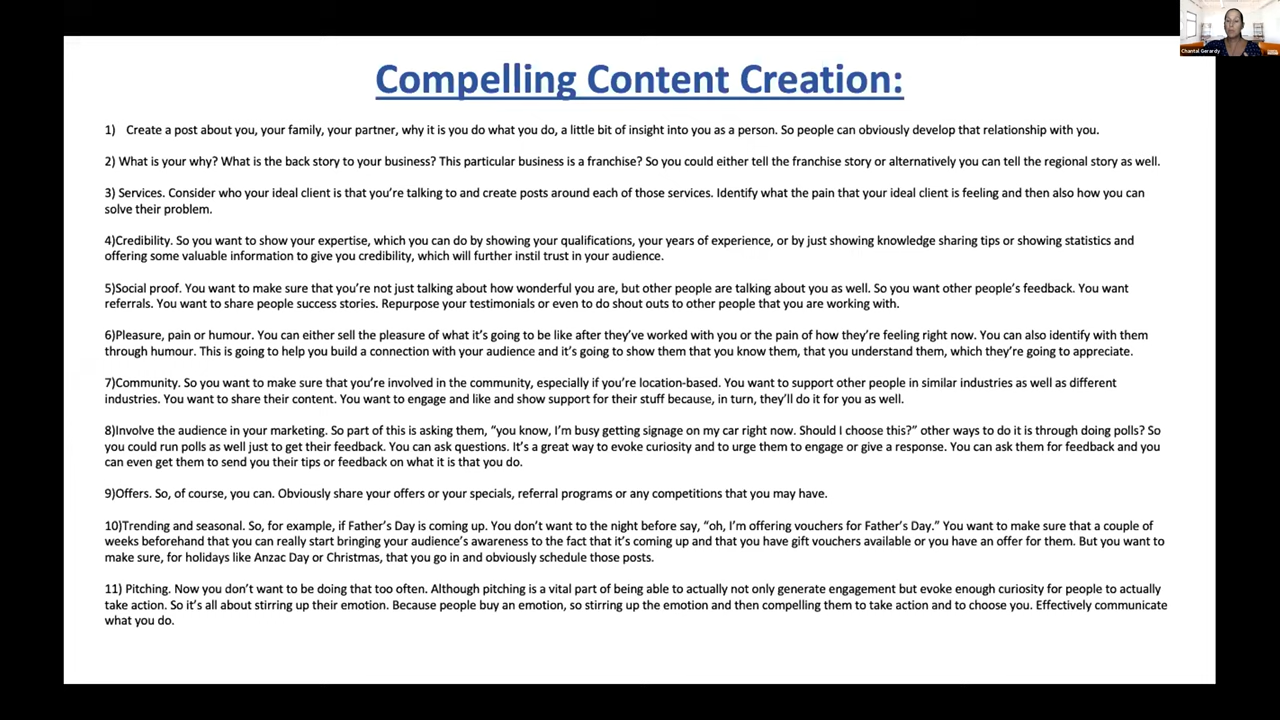 Compelling Content Creation:
1) Create a post about you, your family, your partner, why it is you do what you do, a little bit of insight into you as a person. So people can obviously develop that relationship with you.
2) What is your why? What is the back story to your business? This particular business is a franchise? So you could either tell the franchise story or alternatively you can tell the regional story as well.
3) Services. Consider who your ideal client is that you're talking to and create posts around each of those services. Identify what the pain that your ideal client is feeling and then also how you can
solve their problem.
4)Credibility. So you want to show your expertise, which you can do by showing your qualifications, your years of experience, or by just showing knowledge sharing tips or showing statistics and
offering some valuable information to give you credibility, which will further instil trust in your audience.
5)Social proof. You want to make sure that you're not just talking about how wonderful you are, but other people are talking about you as well. So you want other people's feedback. You want
referrals. You want to share people success stories. Repurpose your testimonials or even to do shout outs to other people that you are working with.
6)Pleasure, pain or humour. You can either sell the pleasure of what it's going to be like after they've worked with you or the pain of how they're feeling right now. You can also identify with them
through humour. This is going to help you build a connection with your audience and it's going to show them that you know them, that you understand them, which they're going to appreciate.
7)Community. So you want to make sure that you're involved in the community, especially if you're location-based. You want to support other people in similar industries as well as different
industries. You want to share their content. You want to engage and like and show support for their stuff because, in turn, they'll do it for you as well.
8)Involve the audience in your marketing. So part of this is asking them, "you know, I'm busy getting signage on my car right now. Should I choose this?" other ways to do it is through doing polls? So
you could run polls as well just to get their feedback. You can ask questions. It's a great way to evoke curiosity and to urge them to engage or give a response. You can ask them for feedback and you
can even get them to send you their tips or feedback on what it is that you do.
9)Offers. So, of course, you can. Obviously share your offers or your specials, referral programs or any competitions that you may have.
10)Trending and seasonal. So, for example, if Father's Day is coming up. You don't want to the night before say, "oh, I'm offering vouchers for Father's Day." You want to make sure that a couple of
weeks beforehand that you can really start bringing your audience's awareness to the fact that it's coming up and that you have gift vouchers available or you have an offer for them. But you want to
make sure, for holidays like Anzac Day or Christmas, that you go in and obviously schedule those posts.
11) Pitching. Now you don't want to be doing that too often. Although pitching is a vital part of being able to actually not only generate engagement but evoke enough curiosity for people to actually
take action. So it's all about stirring up their emotion. Because people buy an emotion, so stirring up the emotion and then compelling them to take action and to choose you. Effectively communicate
what you do.
Chantal Gerardy